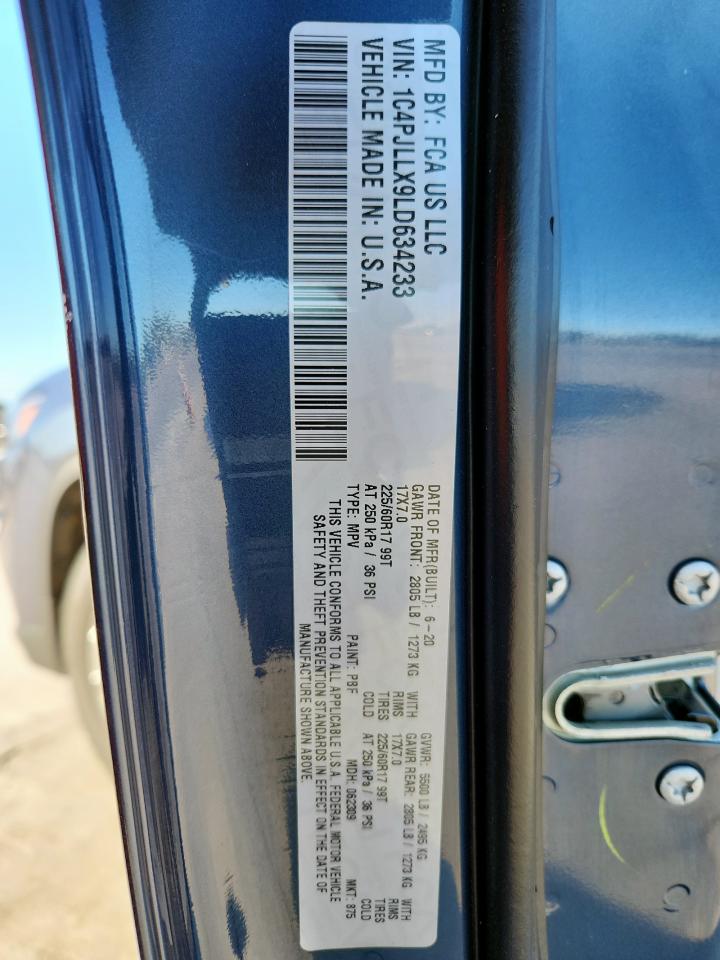 MFD BY: FCA US LLC
VIN: 1C4PJLLX9LD634233
VEHICLE MADE IN: U.S.A.
DATE OF MFR(BUILT): 6-20 GVWR: 5500 LB / 2495 KG
GAWR FRONT: 2805 LB / 1273 KG WITH GAWR REAR: 2805 LB / 1273 KG WITH
17X7.0 RIMS 17X7.0 RIMS
225/60R17 99T TIRES 225/60R17 99T TIRES
AT 250 kPa / 36 PSI COLD AT 250 kPa / 36 PSI COLD
TYPE: MPV PAINT: PBF MDH: 062309 MKT: 875
THIS VEHICLE CONFORMS TO ALL APPLICABLE U.S.A. FEDERAL MOTOR VEHICLE
SAFETY AND THEFT PREVENTION STANDARDS IN EFFECT ON THE DATE OF
MANUFACTURE SHOWN ABOVE.